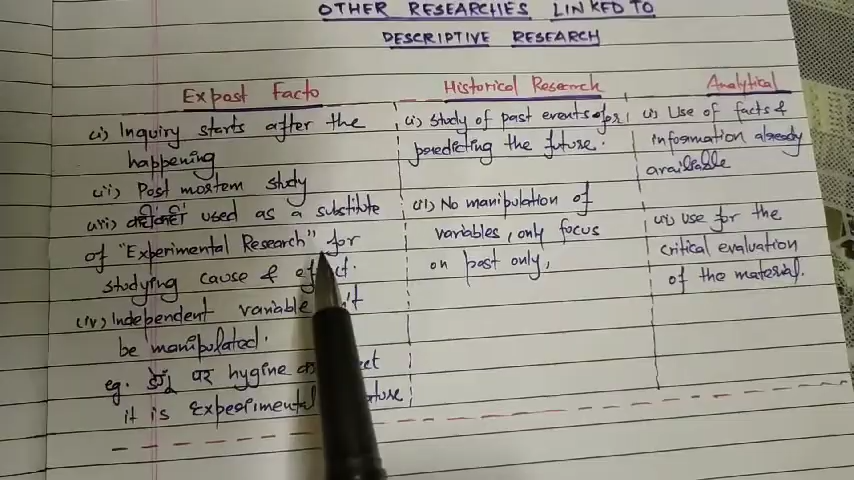 OTHER RESEARCHES LINKED TO
DESCRIPTIVE RESEARCH
Expost Facto
(i) Inquiry starts after the
happening
(ii) Post mortem study
(iii) used as a substitute
of "Experimental Research" for
studying cause &
(iv) Independent variable
be manipulated.
eg. पर hygine
it is Experimental
Historical Research
(i) Study of past events for
predicting the future.
(ii) No manipulation of
variables, only focus
on past only,
Analytical
(i) Use of facts &
information already
available
(ii) Use for the
critical evaluation
of the material.